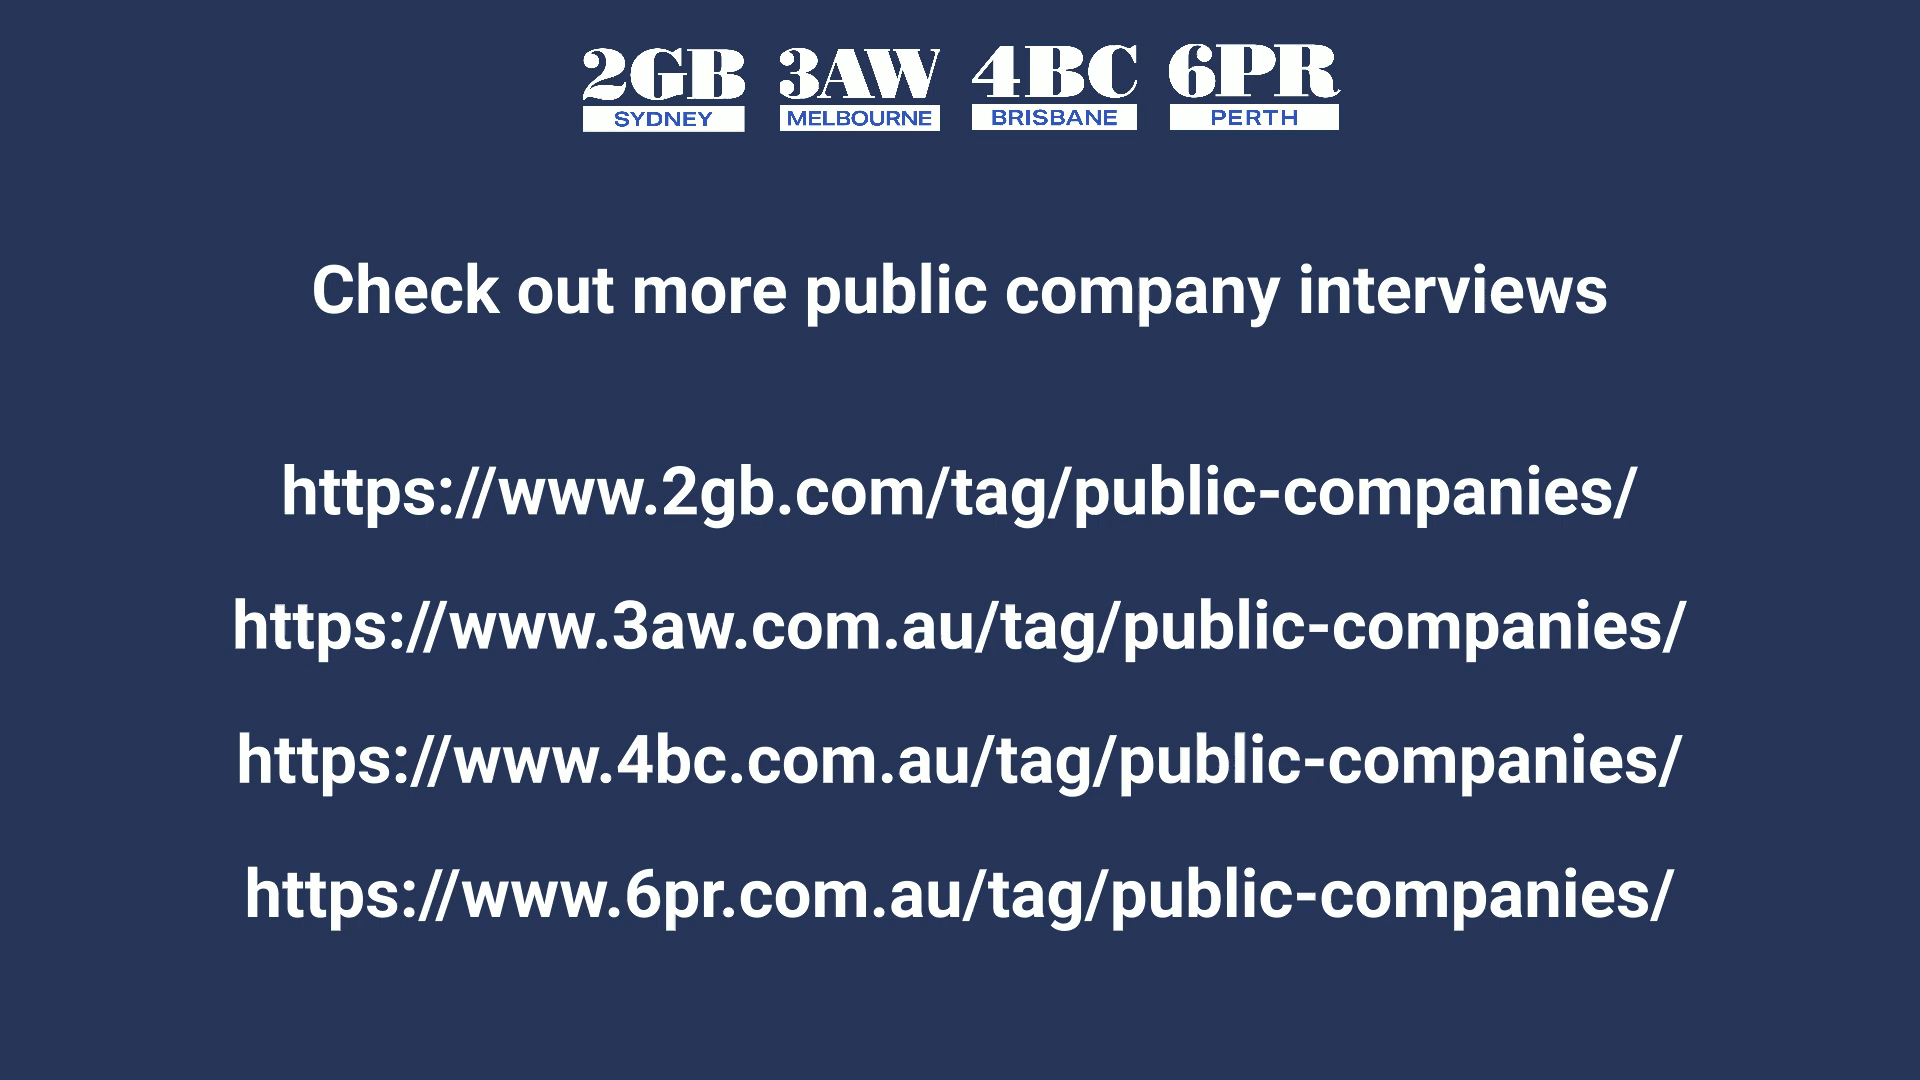 2GB 3AW 4BC 6PR
SYDNEY MELBOURNE BRISBANE PERTH
Check out more public company interviews
https://www.2gb.com/tag/public-companies/
https://www.3aw.com.au/tag/public-companies/
https://www.4bc.com.au/tag/public-companies/
https://www.6pr.com.au/tag/public-companies/